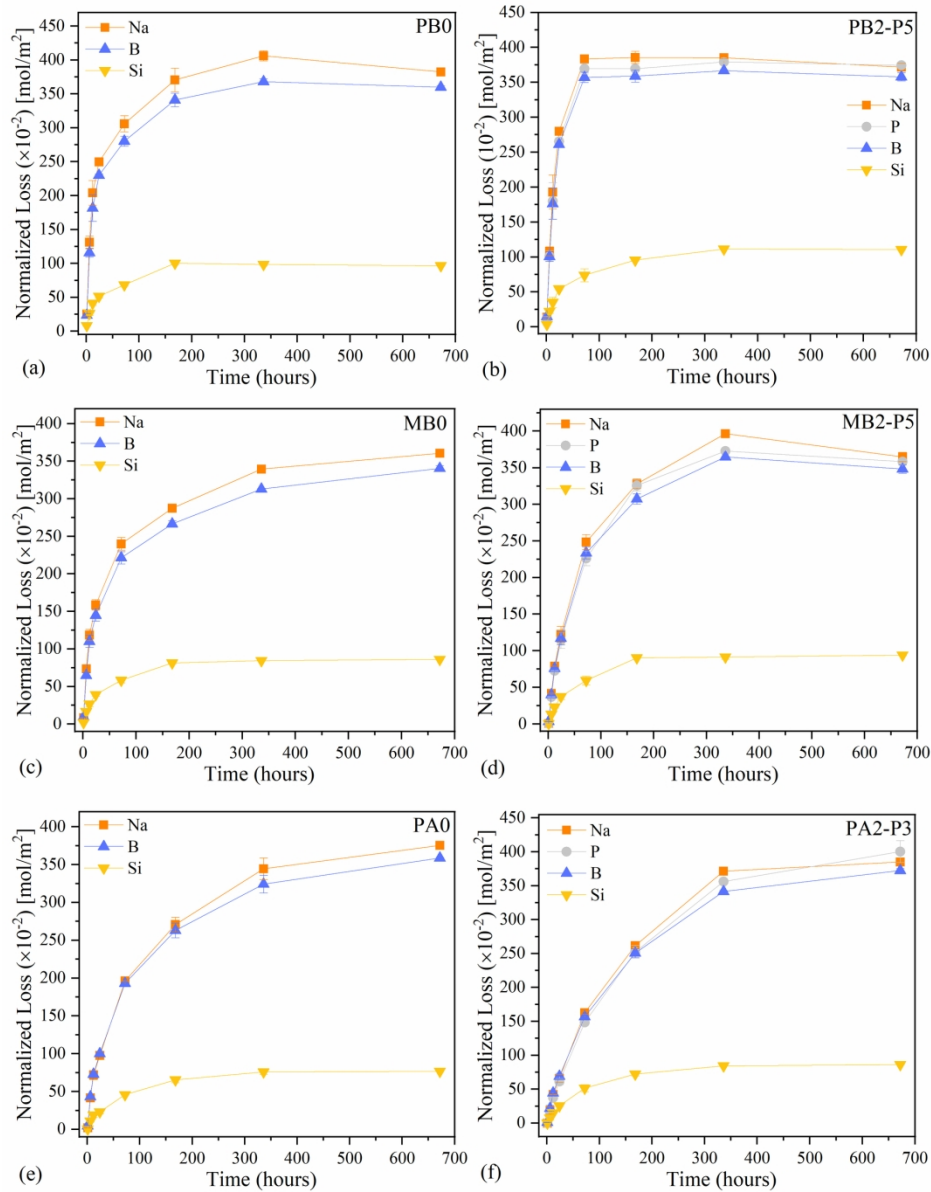 PB0
Na
B
Si
Normalized Loss (×10⁻²) [mol/m²]
400
350
300
250
200
150
100
50
0
0 100 200 300 400 500 600 700
Time (hours)
(a)
PB2-P5
Na
P
B
Si
Normalized Loss (10⁻²) [mol/m²]
450
400
350
300
250
200
150
100
50
0
0 100 200 300 400 500 600 700
Time (hours)
(b)
MB0
Na
B
Si
Normalized Loss (×10⁻²) [mol/m²]
400
350
300
250
200
150
100
50
0
0 100 200 300 400 500 600 700
Time (hours)
(c)
MB2-P5
Na
P
B
Si
Normalized Loss (×10⁻²) [mol/m²]
400
350
300
250
200
150
100
50
0
0 100 200 300 400 500 600 700
Time (hours)
(d)
PA0
Na
B
Si
Normalized Loss (×10⁻²) [mol/m²]
400
350
300
250
200
150
100
50
0
0 100 200 300 400 500 600 700
Time (hours)
(e)
PA2-P3
Na
P
B
Si
Normalized Loss (×10⁻²) [mol/m²]
450
400
350
300
250
200
150
100
50
0
0 100 200 300 400 500 600 700
Time (hours)
(f)